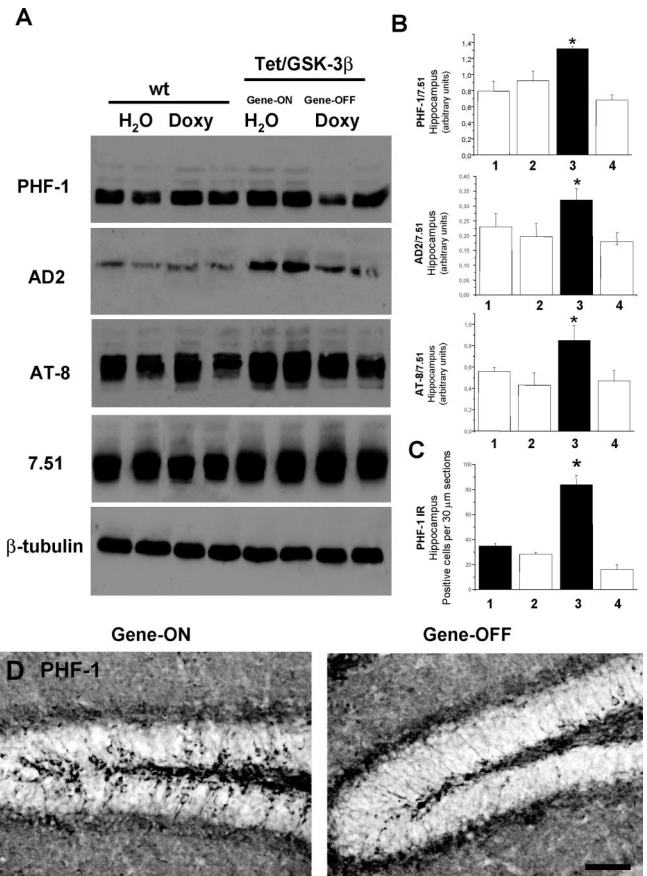 A
Tet/GSK-3β
wt
Gene-ON Gene-OFF
H2O Doxy H2O Doxy
PHF-1
AD2
AT-8
7.51
β-tubulin
B
PHF-1/7.51
Hippocampus
(arbitrary units)
1,4
1,2
1,0
0,8
0,6
0,4
0,2
0,0
*
1 2 3 4
AD2/7.51
Hippocampus
(arbitrary units)
0,40
0,35
0,30
0,25
0,20
0,15
0,10
0,05
0,00
*
1 2 3 4
AT-8/7.51
Hippocampus
(arbitrary units)
1,0
0,8
0,6
0,4
0,2
0,0
*
1 2 3 4
C
PHF-1 IR
Hippocampus
Positive cells per 30 μm sections
100
80
60
40
20
0
*
1 2 3 4
Gene-ON Gene-OFF
D PHF-1
E